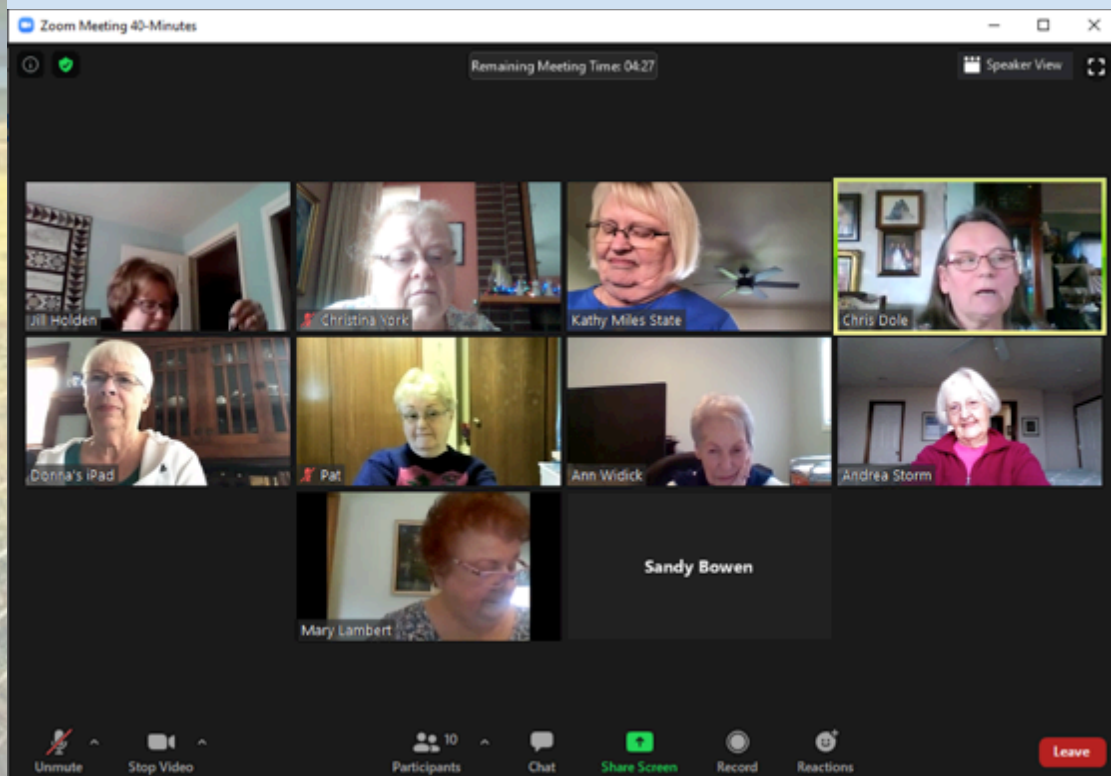 Zoom Meeting 40-Minutes
Remaining Meeting Time: 04:27
Speaker View
Jill Holden
Christina York
Kathy Miles State
Chris Dole
Donna's iPad
Pat
Ann Widick
Andrea Storm
Mary Lambert
Sandy Bowen
10
Unmute
Stop Video
Participants
Chat
Share Screen
Record
Reactions
Leave